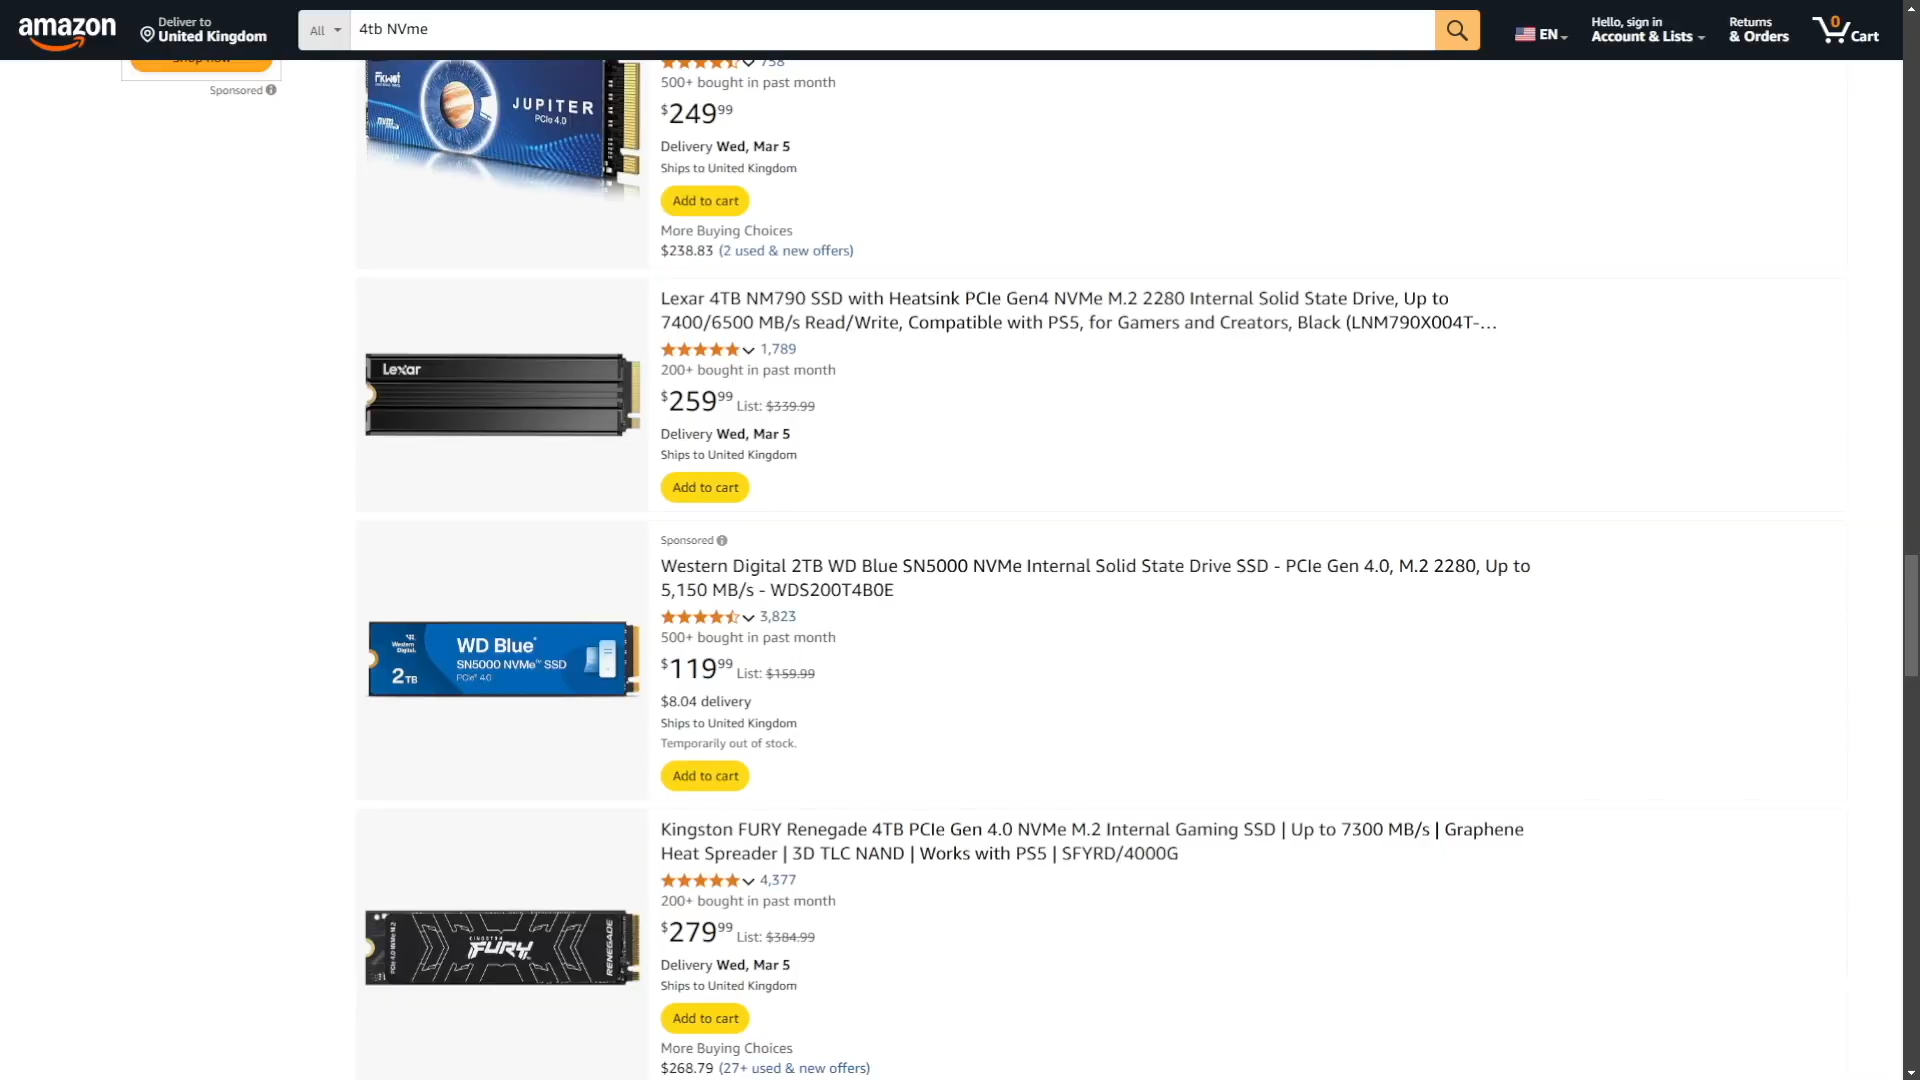 amazon
Deliver to
United Kingdom
All
4tb NVme
EN
Hello, sign in
Account & Lists
Returns
& Orders
0
Cart
Shop now
Sponsored
Fikwot
nvme
JUPITER
PCIe 4.0
758
500+ bought in past month
$249.99
Delivery Wed, Mar 5
Ships to United Kingdom
Add to cart
More Buying Choices
$238.83 (2 used & new offers)
Lexar
Lexar 4TB NM790 SSD with Heatsink PCIe Gen4 NVMe M.2 2280 Internal Solid State Drive, Up to
7400/6500 MB/s Read/Write, Compatible with PS5, for Gamers and Creators, Black (LNM790X004T-…
1,789
200+ bought in past month
$259.99 List: $339.99
Delivery Wed, Mar 5
Ships to United Kingdom
Add to cart
Western Digital
2TB
WD Blue
SN5000 NVMe™ SSD
PCIe® 4.0
Sponsored
Western Digital 2TB WD Blue SN5000 NVMe Internal Solid State Drive SSD - PCIe Gen 4.0, M.2 2280, Up to
5,150 MB/s - WDS200T4B0E
3,823
500+ bought in past month
$119.99 List: $159.99
$8.04 delivery
Ships to United Kingdom
Temporarily out of stock.
Add to cart
PCIe 4.0 NVMe M.2
KINGSTON
FURY
RENEGADE
Kingston FURY Renegade 4TB PCIe Gen 4.0 NVMe M.2 Internal Gaming SSD | Up to 7300 MB/s | Graphene
Heat Spreader | 3D TLC NAND | Works with PS5 | SFYRD/4000G
4,377
200+ bought in past month
$279.99 List: $384.99
Delivery Wed, Mar 5
Ships to United Kingdom
Add to cart
More Buying Choices
$268.79 (27+ used & new offers)